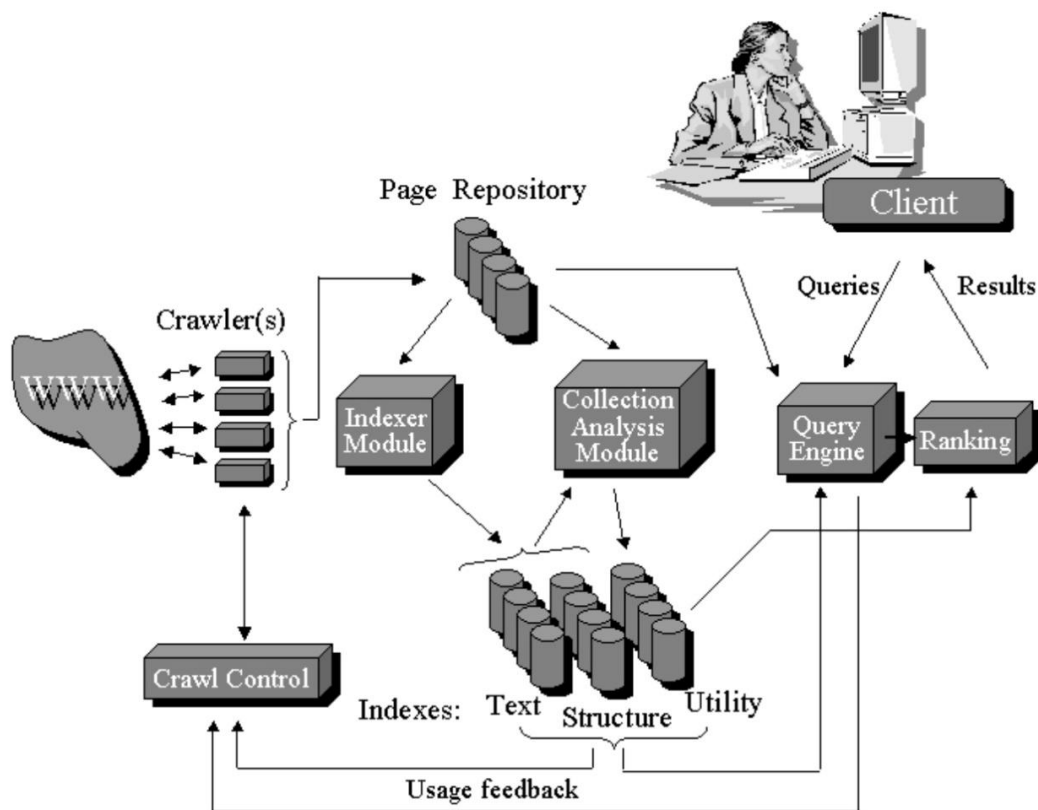 Client
Page Repository
Queries
Results
Crawler(s)
WWW
Indexer
Module
Collection
Analysis
Module
Query
Engine
Ranking
Crawl Control
Indexes:
Text
Structure
Utility
Usage feedback